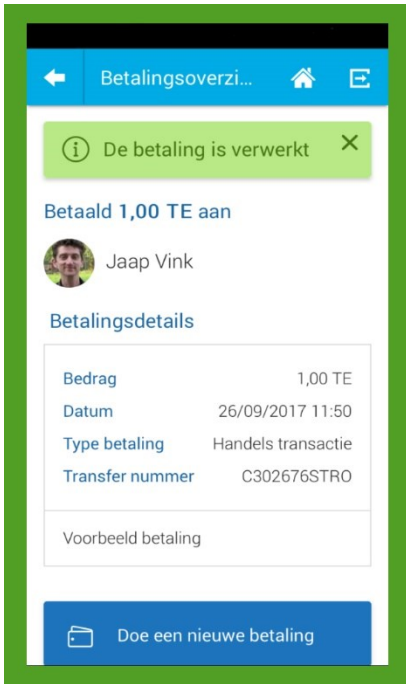 Betalingsoverzi...
De betaling is verwerkt
Betaald 1,00 TE aan
Jaap Vink
Betalingsdetails
Bedrag 1,00 TE
Datum 26/09/2017 11:50
Type betaling Handels transactie
Transfer nummer C302676STRO
Voorbeeld betaling
Doe een nieuwe betaling